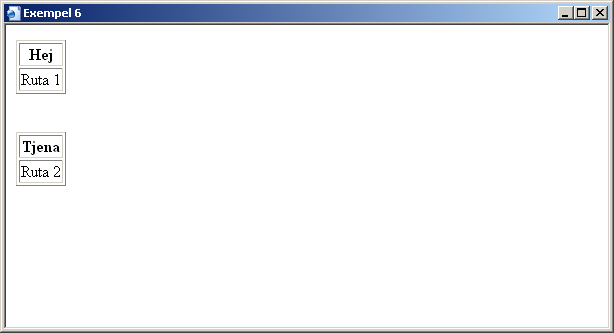 Exempel 6
Hej
Ruta 1
Tjena
Ruta 2